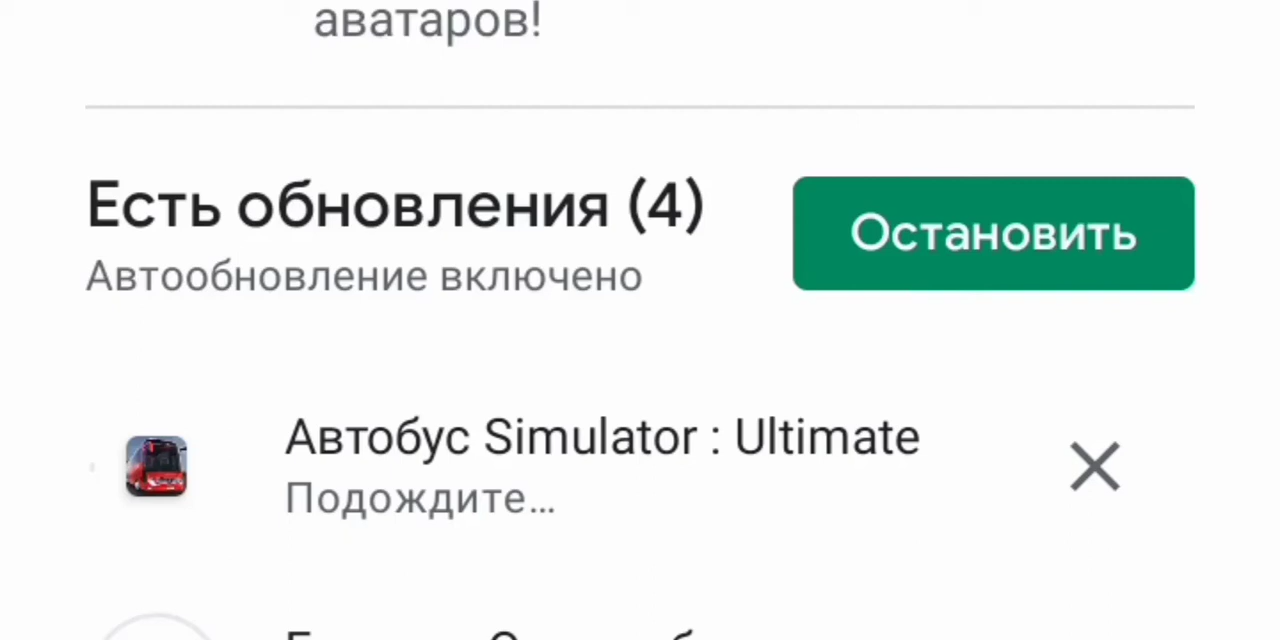 аватаров!
Есть обновления (4)
Остановить
Автообновление включено
Автобус Simulator : Ultimate
Подождите...